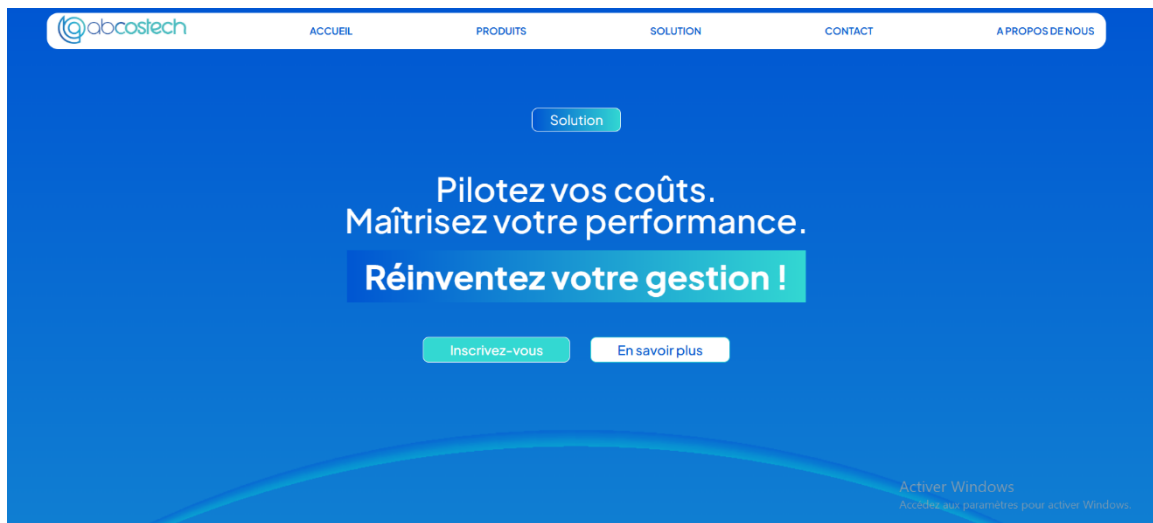 abcostech
ACCUEIL PRODUITS SOLUTION CONTACT A PROPOS DE NOUS
Solution
Pilotez vos coûts.
Maîtrisez votre performance.
Réinventez votre gestion !
Inscrivez-vous En savoir plus
Activer Windows
Accédez aux paramètres pour activer Windows.